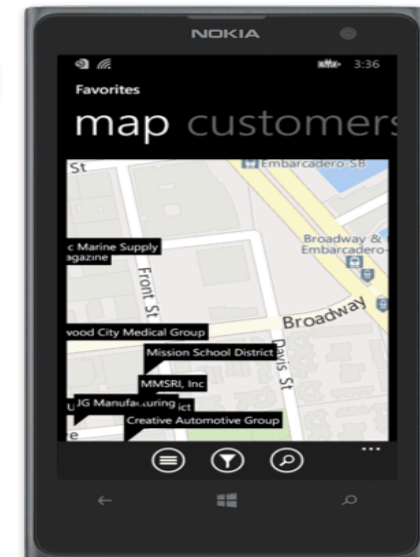 NOKIA
3:36
Favorites
map customers
St
Embarcadero-SB
Broadway &
Embarcadero-
c Marine Supply
agazine
Front St
Broadway
wood City Medical Group
Mission School District
Davis St
MMSRI, Inc
JG Manufacturing
ict
Creative Automotive Group
e